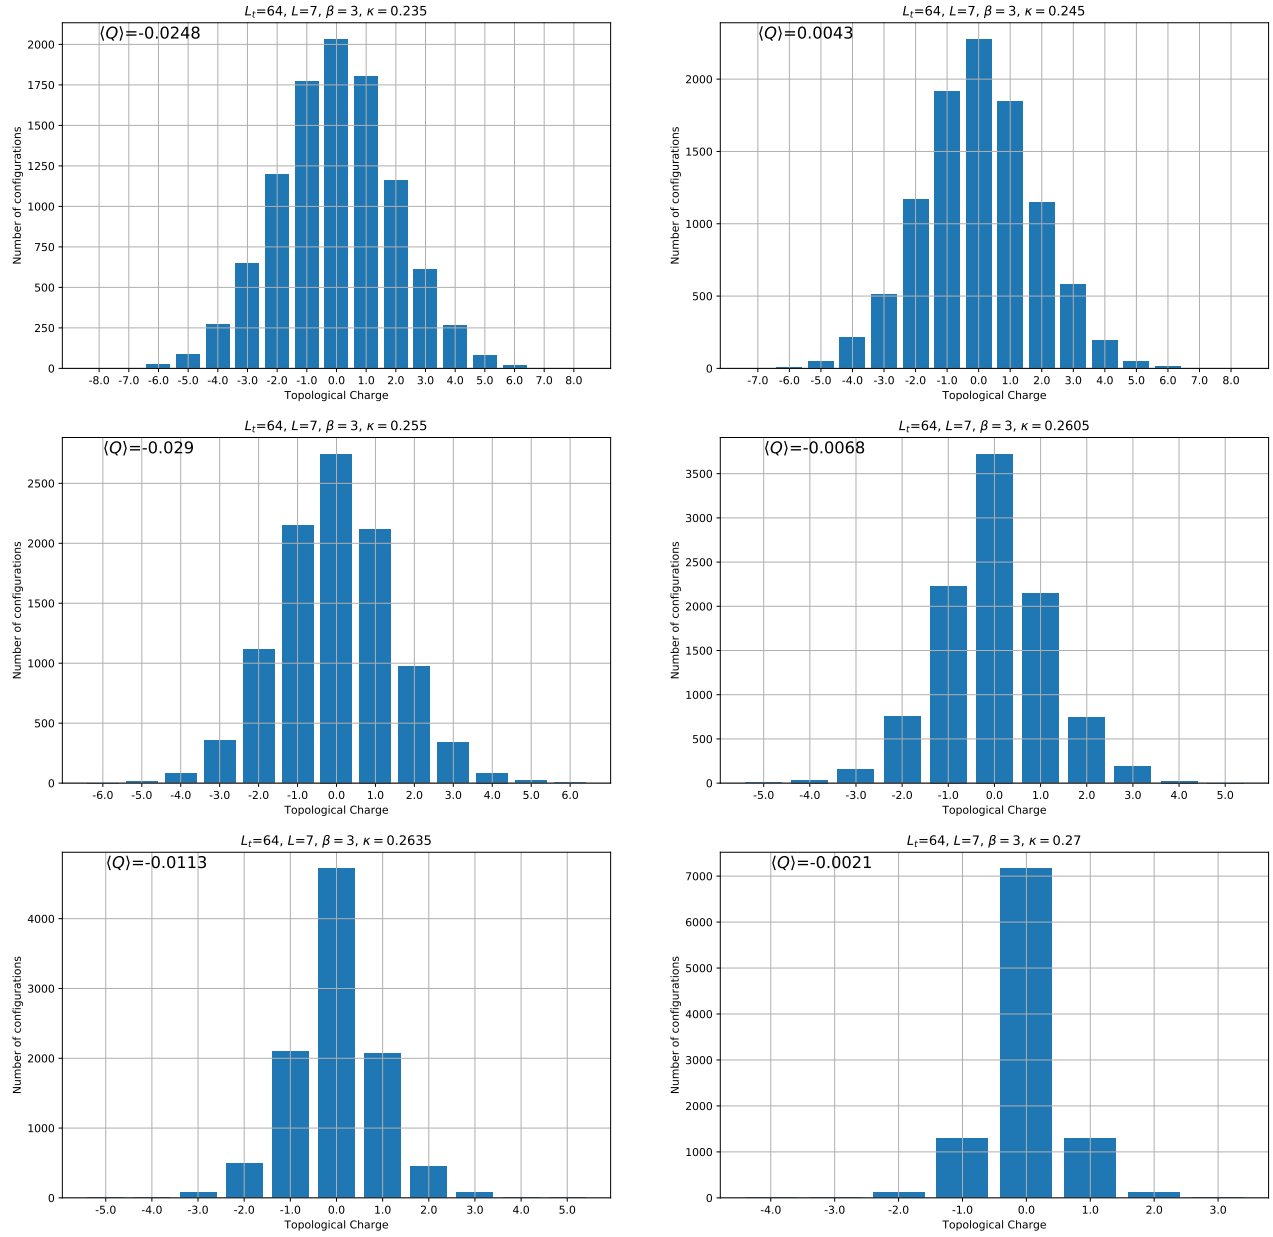 L_t=64, L=7, β = 3, κ = 0.235
⟨Q⟩=-0.0248
Number of configurations
2000
1750
1500
1250
1000
750
500
250
0
-8.0 -7.0 -6.0 -5.0 -4.0 -3.0 -2.0 -1.0 0.0 1.0 2.0 3.0 4.0 5.0 6.0 7.0 8.0
Topological Charge
L_t=64, L=7, β = 3, κ = 0.245
⟨Q⟩=0.0043
Number of configurations
2000
1500
1000
500
0
-7.0 -6.0 -5.0 -4.0 -3.0 -2.0 -1.0 0.0 1.0 2.0 3.0 4.0 5.0 6.0 7.0 8.0
Topological Charge
L_t=64, L=7, β = 3, κ = 0.255
⟨Q⟩=-0.029
Number of configurations
2500
2000
1500
1000
500
0
-6.0 -5.0 -4.0 -3.0 -2.0 -1.0 0.0 1.0 2.0 3.0 4.0 5.0 6.0
Topological Charge
L_t=64, L=7, β = 3, κ = 0.2605
⟨Q⟩=-0.0068
Number of configurations
3500
3000
2500
2000
1500
1000
500
0
-5.0 -4.0 -3.0 -2.0 -1.0 0.0 1.0 2.0 3.0 4.0 5.0
Topological Charge
L_t=64, L=7, β = 3, κ = 0.2635
⟨Q⟩=-0.0113
Number of configurations
4000
3000
2000
1000
0
-5.0 -4.0 -3.0 -2.0 -1.0 0.0 1.0 2.0 3.0 4.0 5.0
Topological Charge
L_t=64, L=7, β = 3, κ = 0.27
⟨Q⟩=-0.0021
Number of configurations
7000
6000
5000
4000
3000
2000
1000
0
-4.0 -3.0 -2.0 -1.0 0.0 1.0 2.0 3.0
Topological Charge